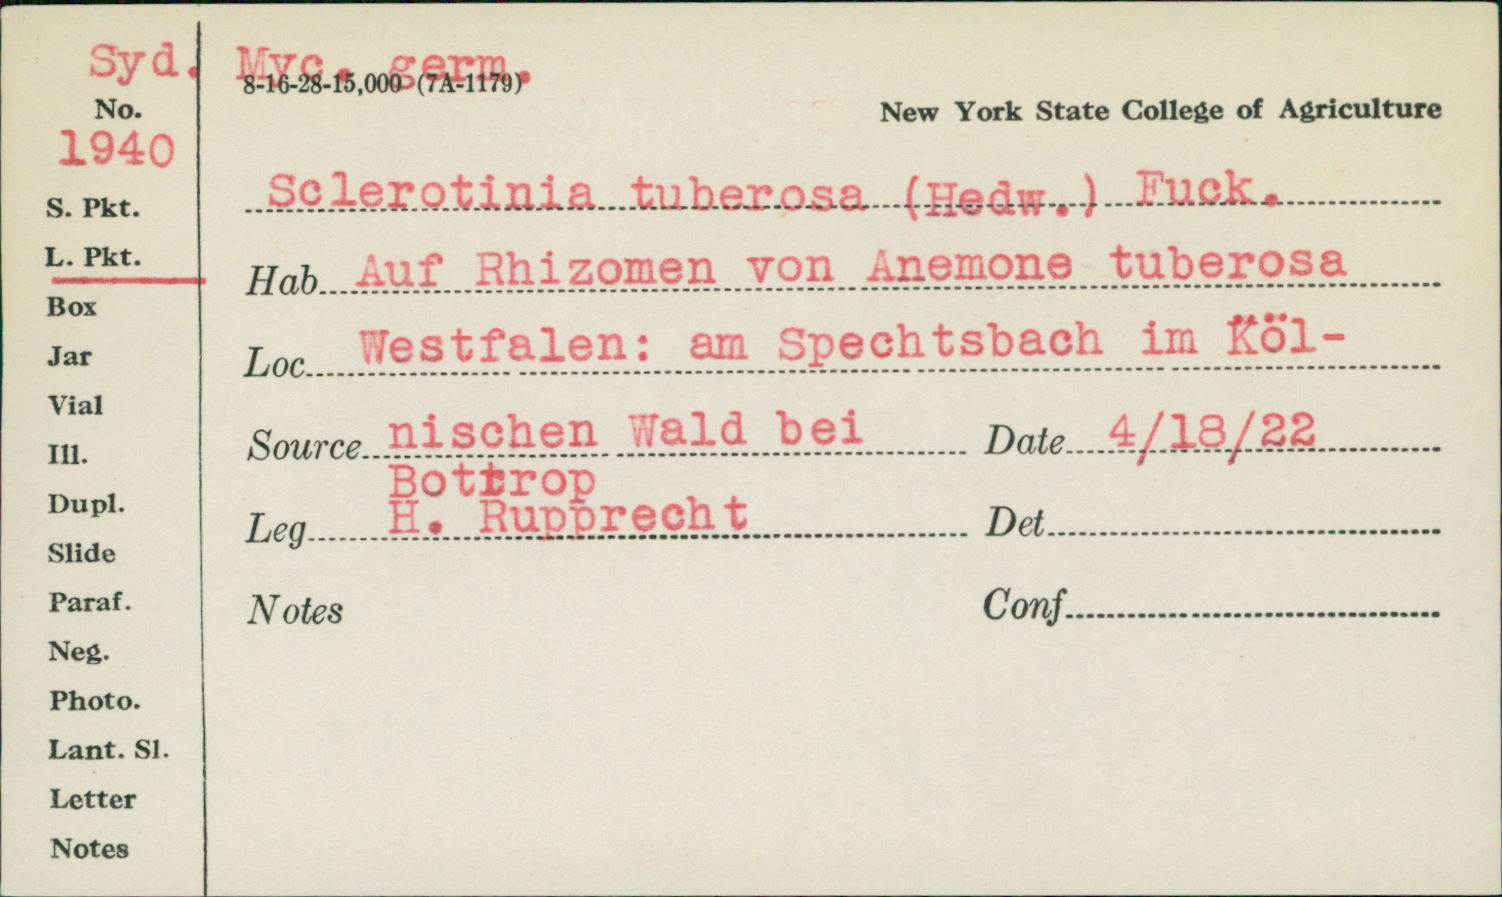 Syd. Myc. germ.
8-16-28-15,000 (7A-1179)
No.
New York State College of Agriculture
1940
Sclerotinia tuberosa (Hedw.) Fuck.
S. Pkt.
L. Pkt.
Hab. Auf Rhizomen von Anemone tuberosa
Box
Jar
Loc. Westfalen: am Spechtsbach im Köl-
Vial
Ill.
Source nischen Wald bei Date 4/18/22
Bottrop
Dupl.
Leg. H. Rupprecht Det.
Slide
Paraf.
Notes Conf.
Neg.
Photo.
Lant. Sl.
Letter
Notes